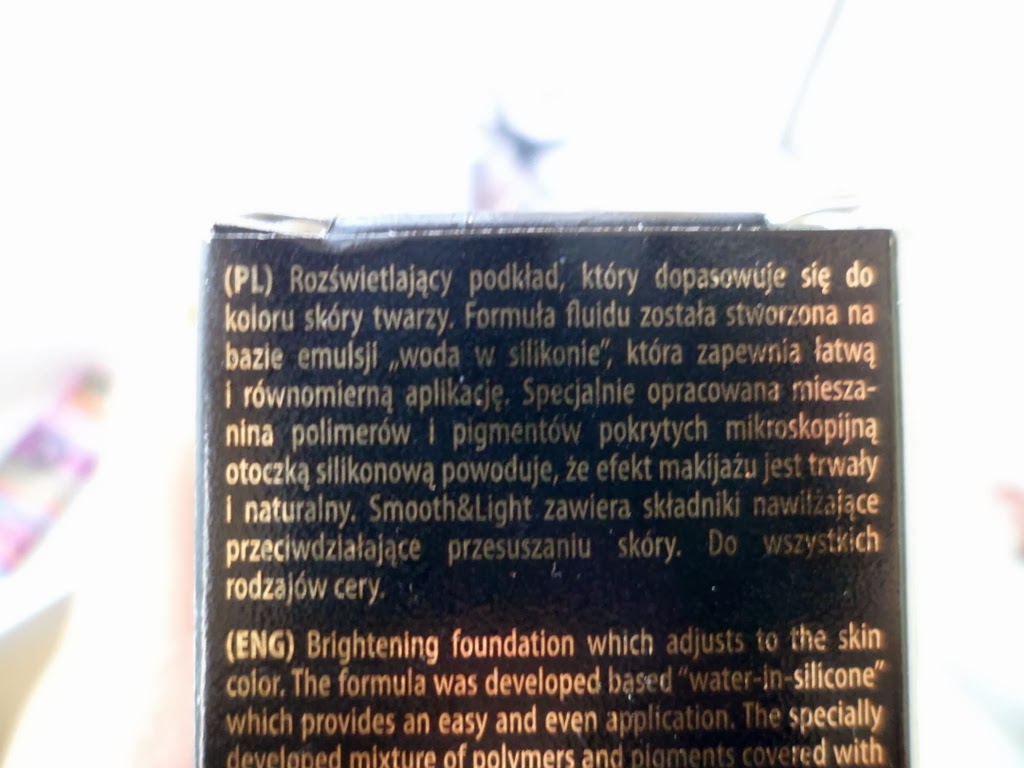 (PL) Rozświetlający podkład, który dopasowuje się do
koloru skóry twarzy. Formuła fluidu została stworzona na
bazie emulsji „woda w silikonie", która zapewnia łatwą
i równomierną aplikację. Specjalnie opracowana miesza-
nina polimerów i pigmentów pokrytych mikroskopijną
otoczką silikonową powoduje, że efekt makijażu jest trwały
i naturalny. Smooth&Light zawiera składniki nawilżające
przeciwdziałające przesuszaniu skóry. Do wszystkich
rodzajów cery.
(ENG) Brightening foundation which adjusts to the skin
color. The formula was developed based "water-in-silicone"
which provides an easy and even application. The specially
developed mixture of polymers and pigments covered with